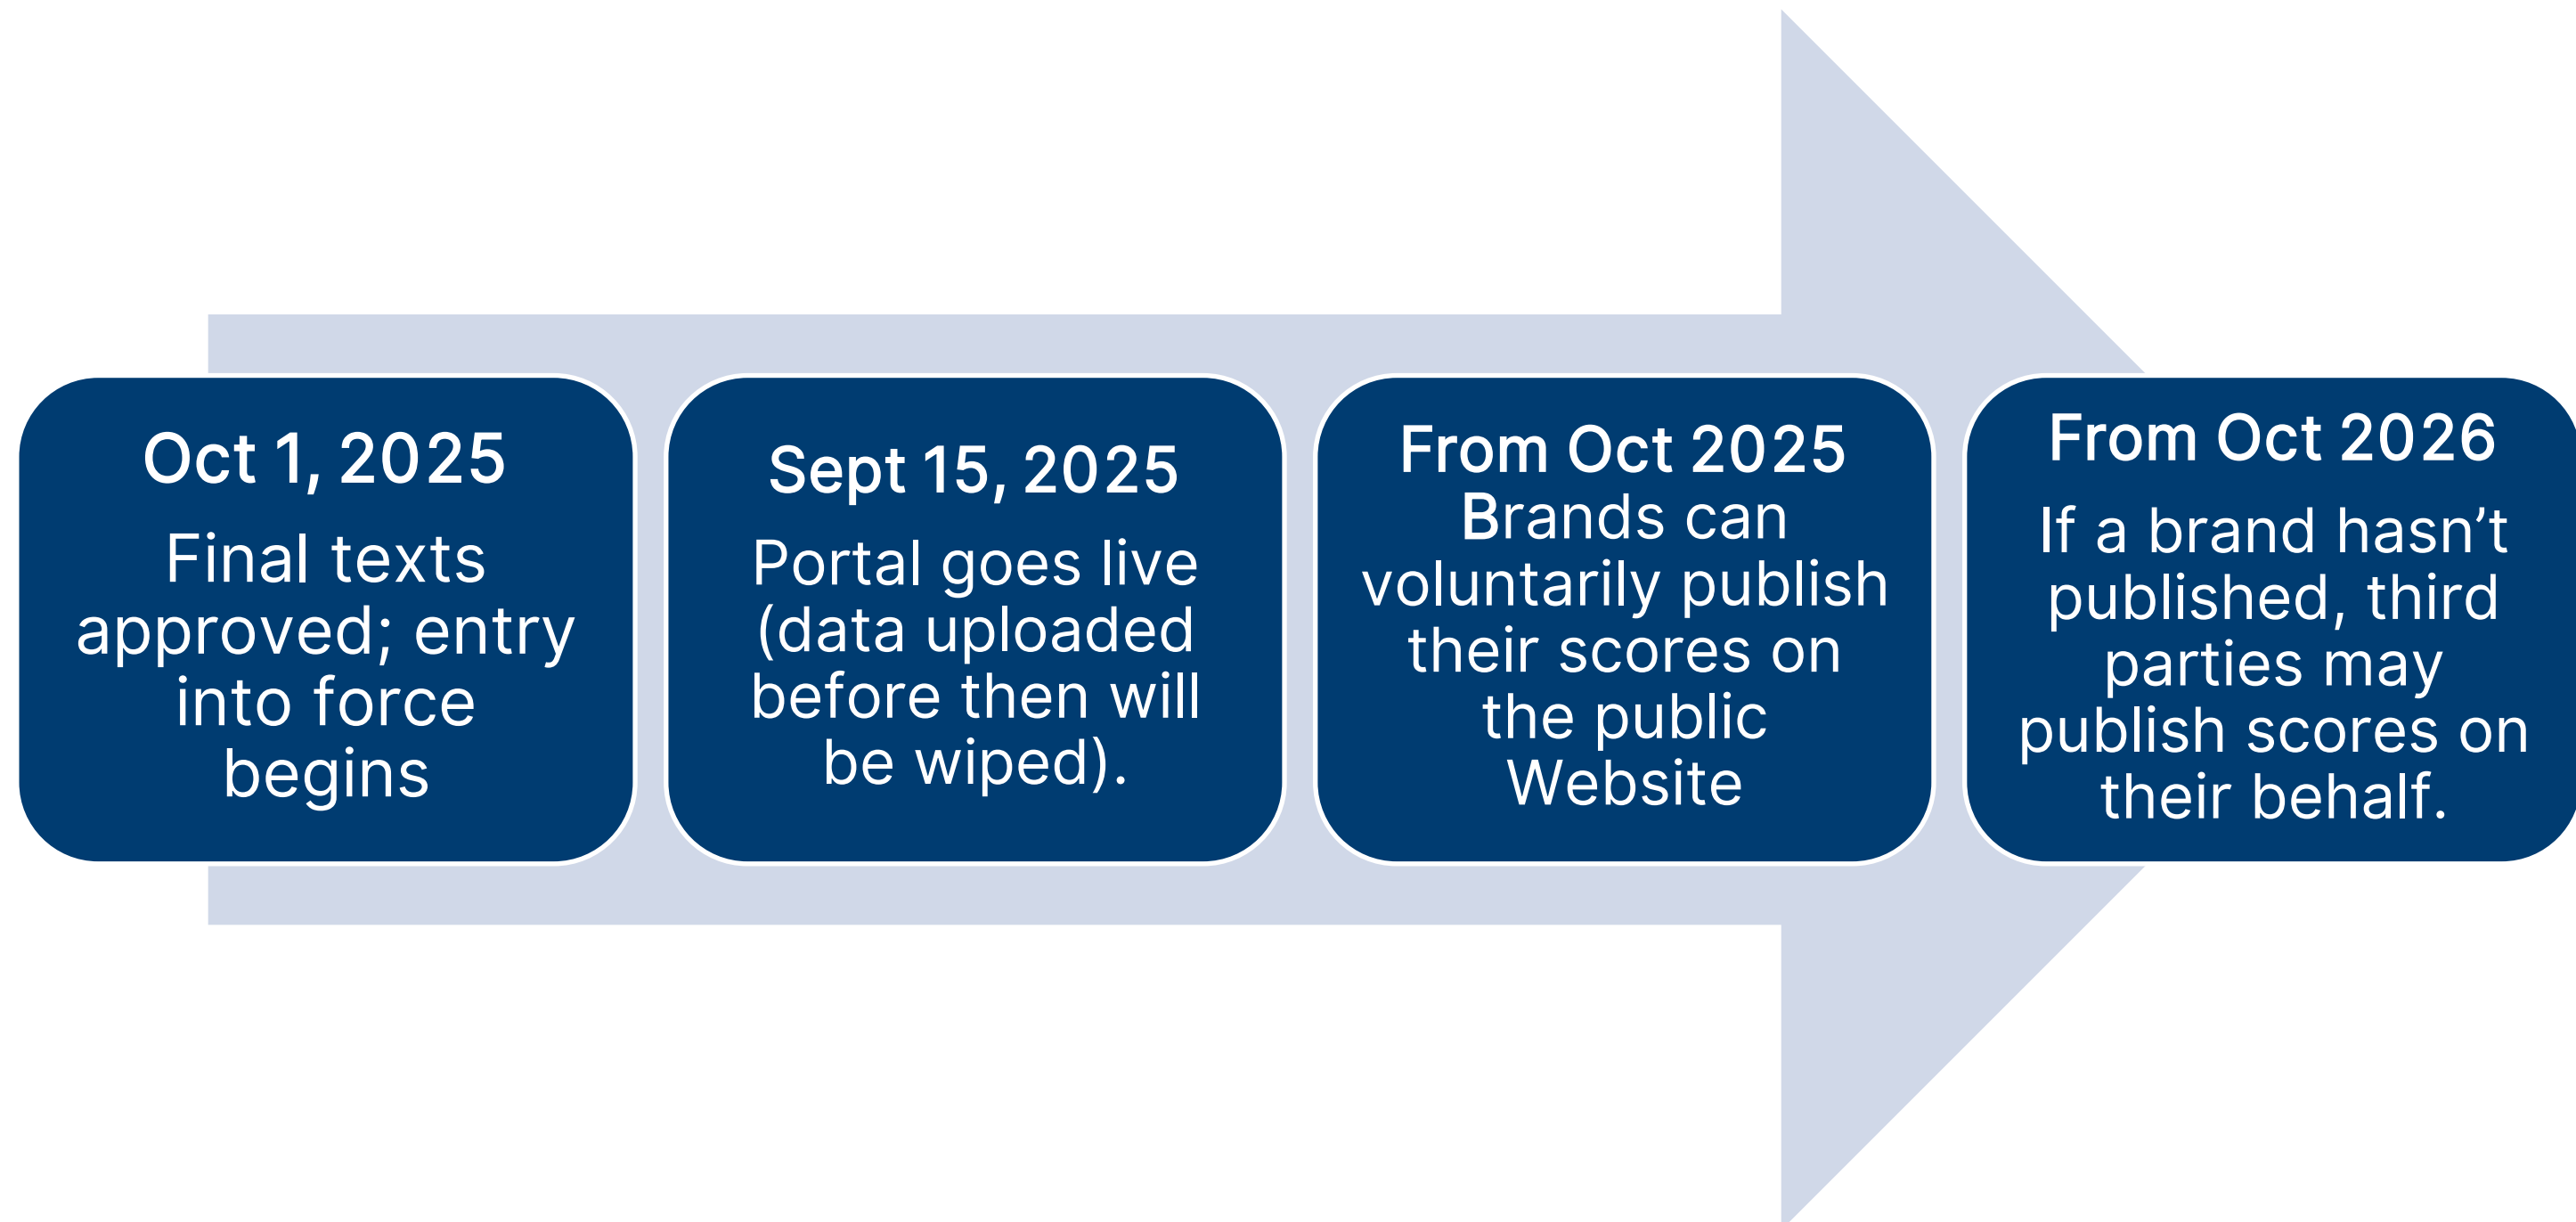 Oct 1, 2025
Final texts
approved; entry
into force
begins
Sept 15, 2025
Portal goes live
(data uploaded
before then will
be wiped).
From Oct 2025
Brands can
voluntarily publish
their scores on
the public
Website
From Oct 2026
If a brand hasn’t
published, third
parties may
publish scores on
their behalf.